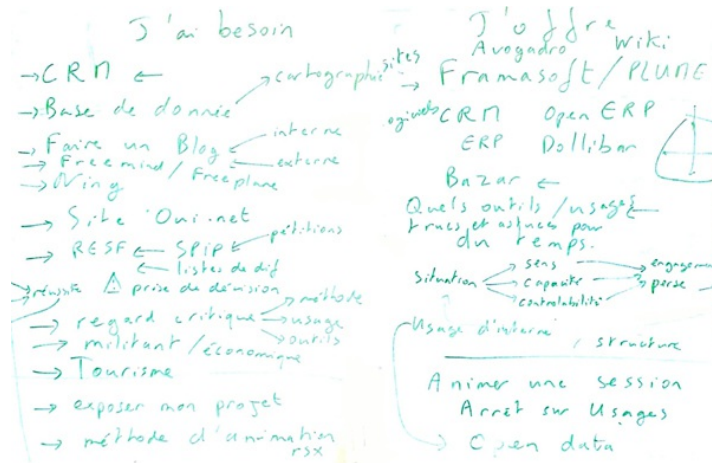 J'ai besoin
→ CRM ←
→ Base de donnée → cartographie
→ Faire un Blog interne
→ Freemind / Freeplane externe
→ Ning
→ Site Oui.net
→ RESF ← SPIP ← pétitions
← listes de dif
→ réussite ⚠ prise de décision
→ regard critique → méthode
→ usage
→ outils
→ militant / économique
→ Tourisme
→ exposer mon projet
→ méthode d'animation
rsx
J'offre
Avogadro Wiki
sites → Framasoft / PLUME
ogiciels CRM Open ERP
ERP Dollibar
Bazar ←
Quels outils / usages ←
trucs et astuces pour
du temps.
sens → engagemen
Situation → capacité → perse
controlabilité
Usage d'interne
/ structure
Animer une session
Arrêt sur Usages
Open data